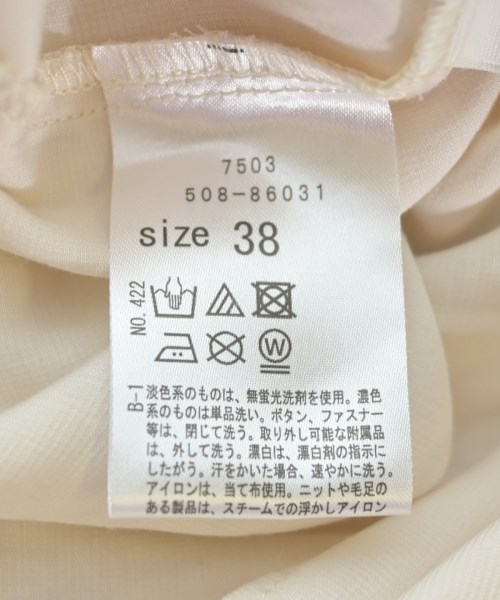 7503
508-86031
size 38
NO. 422
W
B-1
淡色系のものは、無蛍光洗剤を使用。濃色
系のものは単品洗い。ボタン、ファスナー
等は、閉じて洗う。取り外し可能な附属品
は、外して洗う。漂白は、漂白剤の指示に
したがう。汗をかいた場合、速やかに洗う。
アイロンは、当て布使用。ニットや毛足の
ある製品は、スチームでの浮かしアイロン